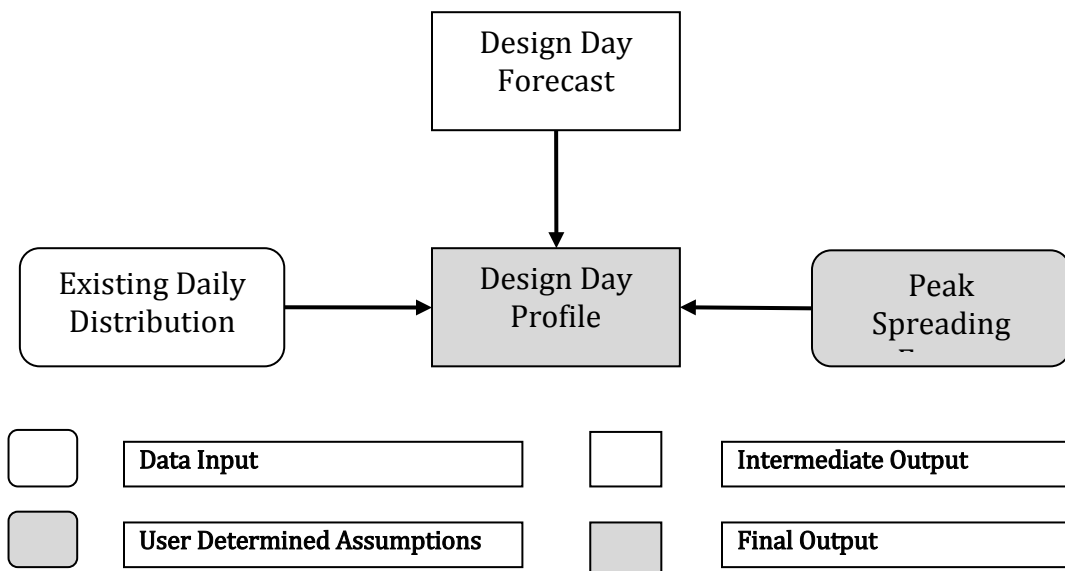 Design Day
Forecast
Existing Daily
Distribution
Design Day
Profile
Peak
Spreading
Data Input
Intermediate Output
User Determined Assumptions
Final Output